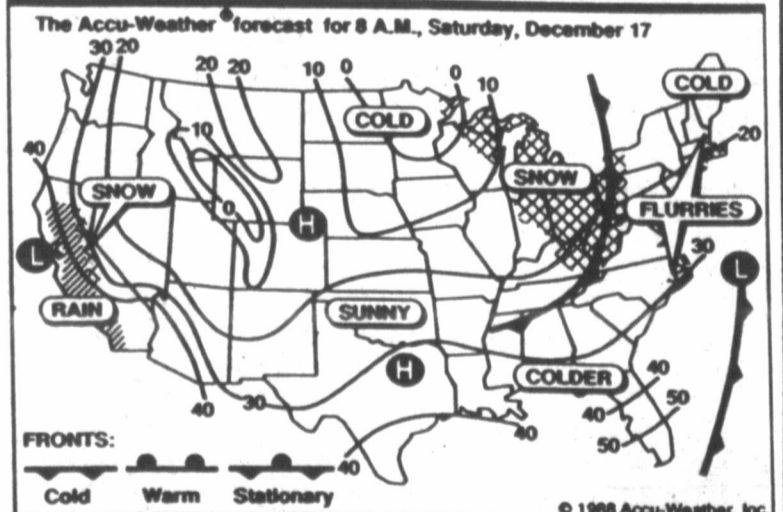 The Accu-Weather® forecast for 8 A.M., Saturday, December 17
30 20
20 20
10
0
0
10
COLD
COLD
10
20
40
SNOW
SNOW
FLURRIES
0
H
30
L
L
RAIN
SUNNY
H
COLDER
40
50
40
30
40
40
50
40
FRONTS:
Cold Warm Stationary
© 1988 Accu-Weather, Inc.